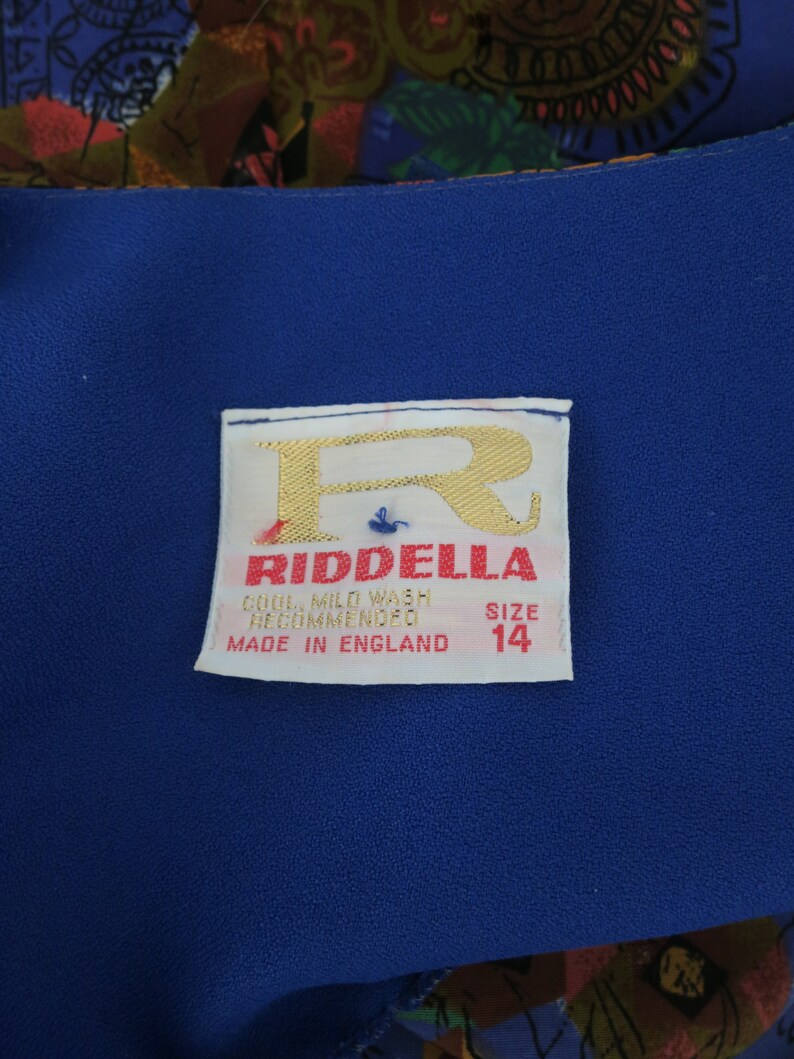 R
RIDDELLA
COOL, MILD WASH
RECOMMENDED
MADE IN ENGLAND
SIZE
14